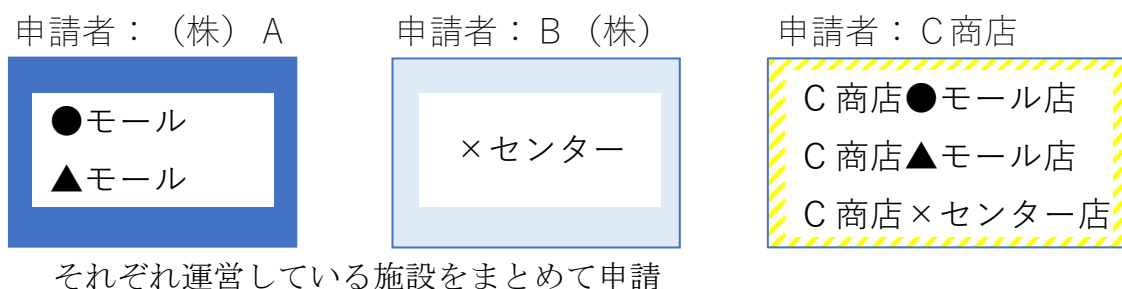 申請者：（株）A
●モール
▲モール
申請者：B（株）
×センター
申請者：C商店
C商店●モール店
C商店▲モール店
C商店×センター店
それぞれ運営している施設をまとめて申請